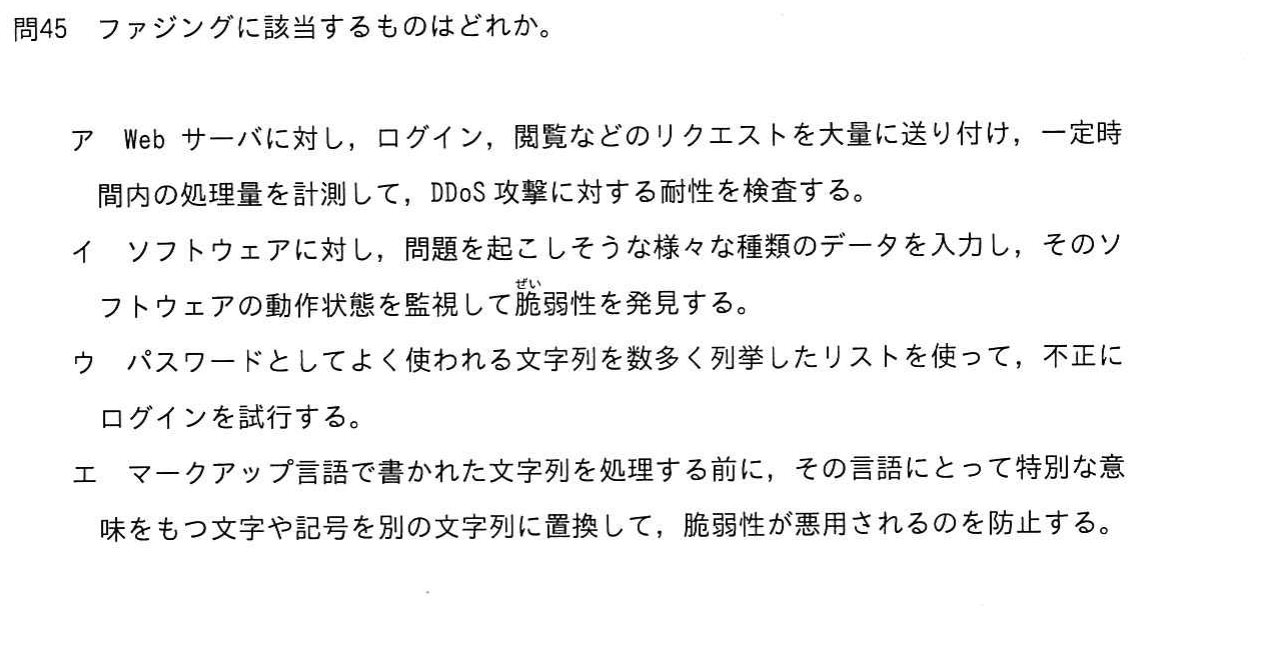 問45 ファジングに該当するものはどれか。
ア Web サーバに対し，ログイン，閲覧などのリクエストを大量に送り付け，一定時
間内の処理量を計測して，DDoS 攻撃に対する耐性を検査する。
イ ソフトウェアに対し，問題を起こしそうな様々な種類のデータを入力し，そのソ
ぜい
フトウェアの動作状態を監視して脆弱性を発見する。
ウ パスワードとしてよく使われる文字列を数多く列挙したリストを使って，不正に
ログインを試行する。
エ マークアップ言語で書かれた文字列を処理する前に，その言語にとって特別な意
味をもつ文字や記号を別の文字列に置換して，脆弱性が悪用されるのを防止する。